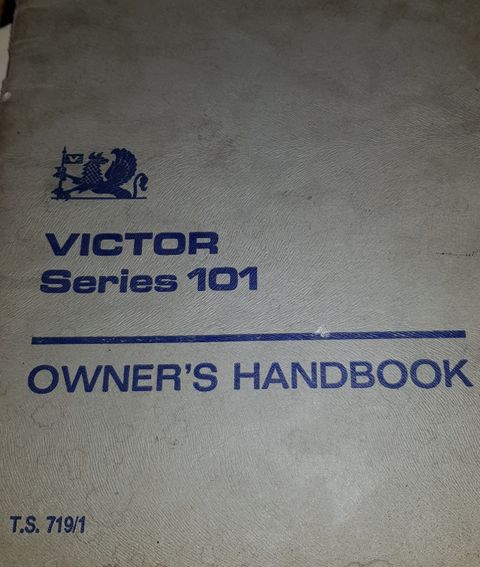 V
VICTOR
Series 101
OWNER'S HANDBOOK
T.S. 719/1